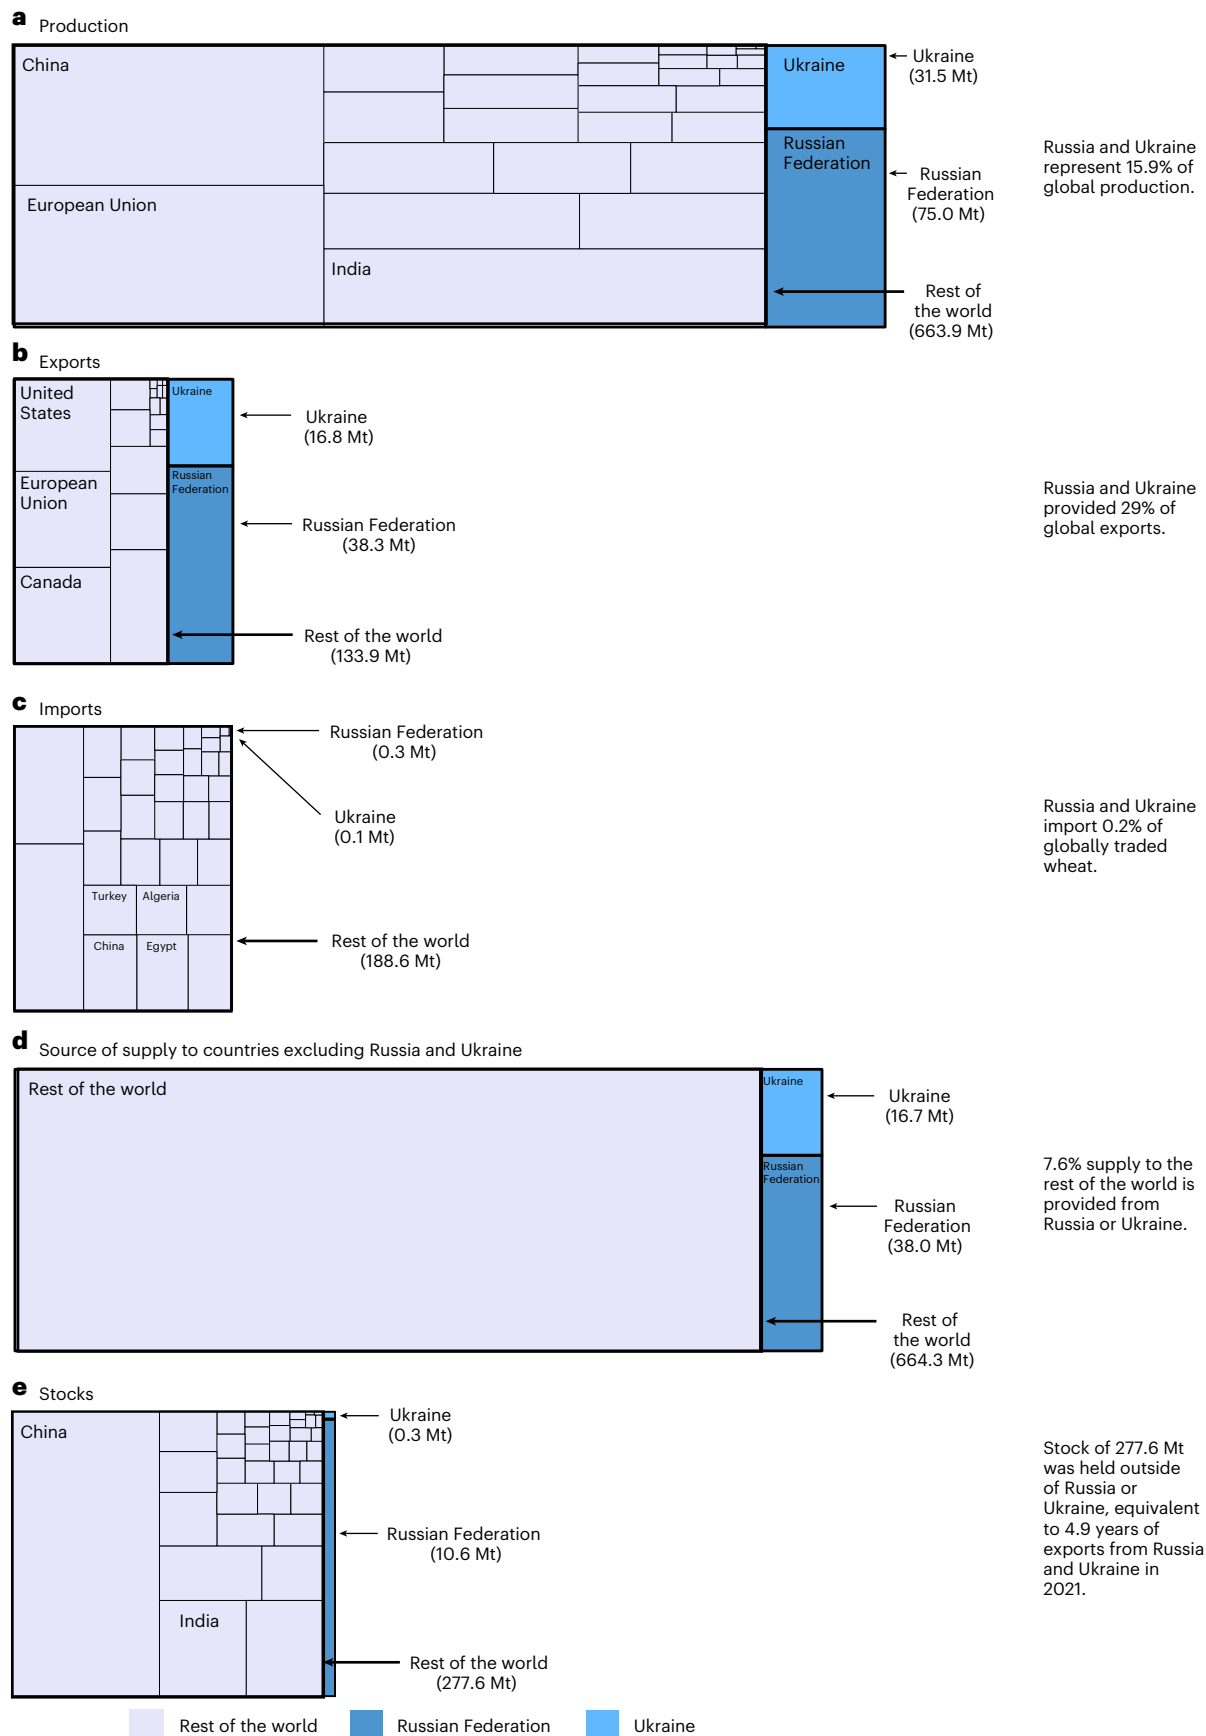 a Production
China
European Union
India
Ukraine
Russian
Federation
Ukraine
(31.5 Mt)
Russian
Federation
(75.0 Mt)
Rest of
the world
(663.9 Mt)
Russia and Ukraine
represent 15.9% of
global production.
b Exports
United
States
European
Union
Canada
Ukraine
Russian
Federation
Ukraine
(16.8 Mt)
Russian Federation
(38.3 Mt)
Rest of the world
(133.9 Mt)
Russia and Ukraine
provided 29% of
global exports.
c Imports
Turkey
Algeria
China
Egypt
Russian Federation
(0.3 Mt)
Ukraine
(0.1 Mt)
Rest of the world
(188.6 Mt)
Russia and Ukraine
import 0.2% of
globally traded
wheat.
d Source of supply to countries excluding Russia and Ukraine
Rest of the world
Ukraine
Russian
Federation
Ukraine
(16.7 Mt)
Russian
Federation
(38.0 Mt)
Rest of
the world
(664.3 Mt)
7.6% supply to the
rest of the world is
provided from
Russia or Ukraine.
e Stocks
China
India
Ukraine
(0.3 Mt)
Russian Federation
(10.6 Mt)
Rest of the world
(277.6 Mt)
Stock of 277.6 Mt
was held outside
of Russia or
Ukraine, equivalent
to 4.9 years of
exports from Russia
and Ukraine in
2021.
Rest of the world
Russian Federation
Ukraine